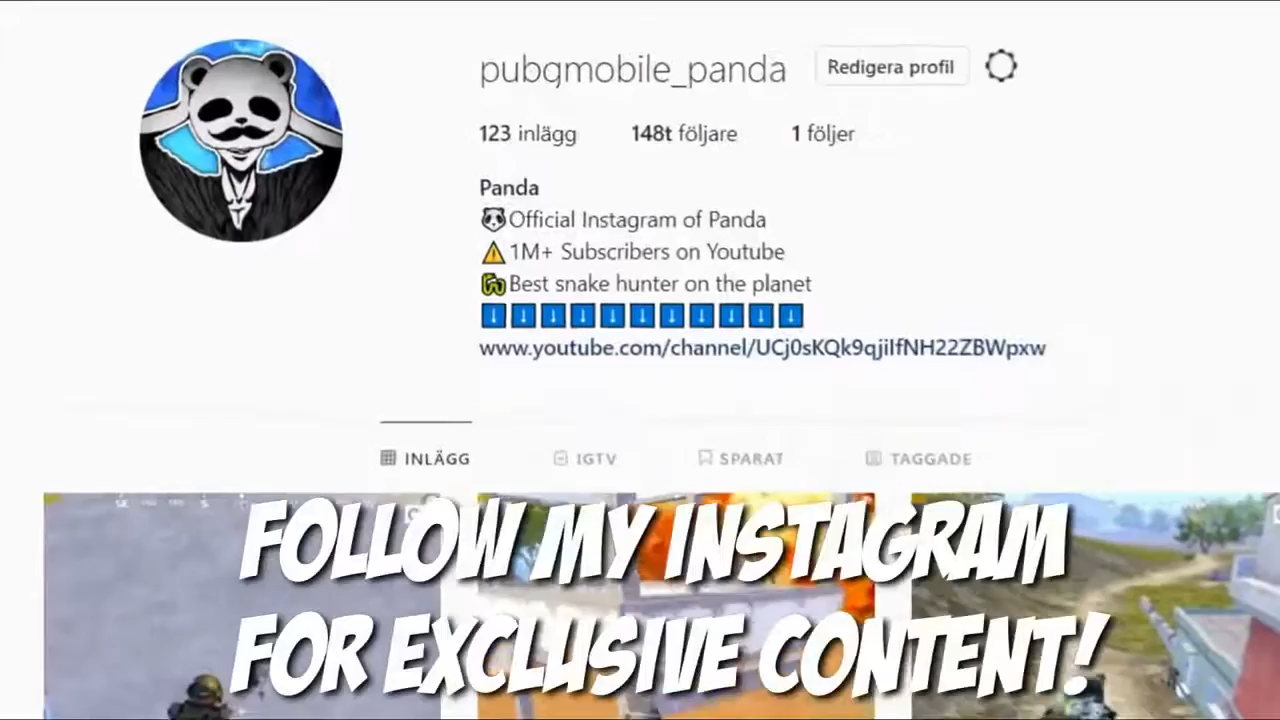 pubgmobile_panda Redigera profil
123 inlägg 148t följare 1 följer
Panda
🐼Official Instagram of Panda
⚠️1M+ Subscribers on Youtube
🐍Best snake hunter on the planet
⬇️⬇️⬇️⬇️⬇️⬇️⬇️⬇️⬇️⬇️⬇️
www.youtube.com/channel/UCj0sKQk9qjiIfNH22ZBWpxw
INLÄGG IGTV SPARAT TAGGADE
FOLLOW MY INSTAGRAM
FOR EXCLUSIVE CONTENT!